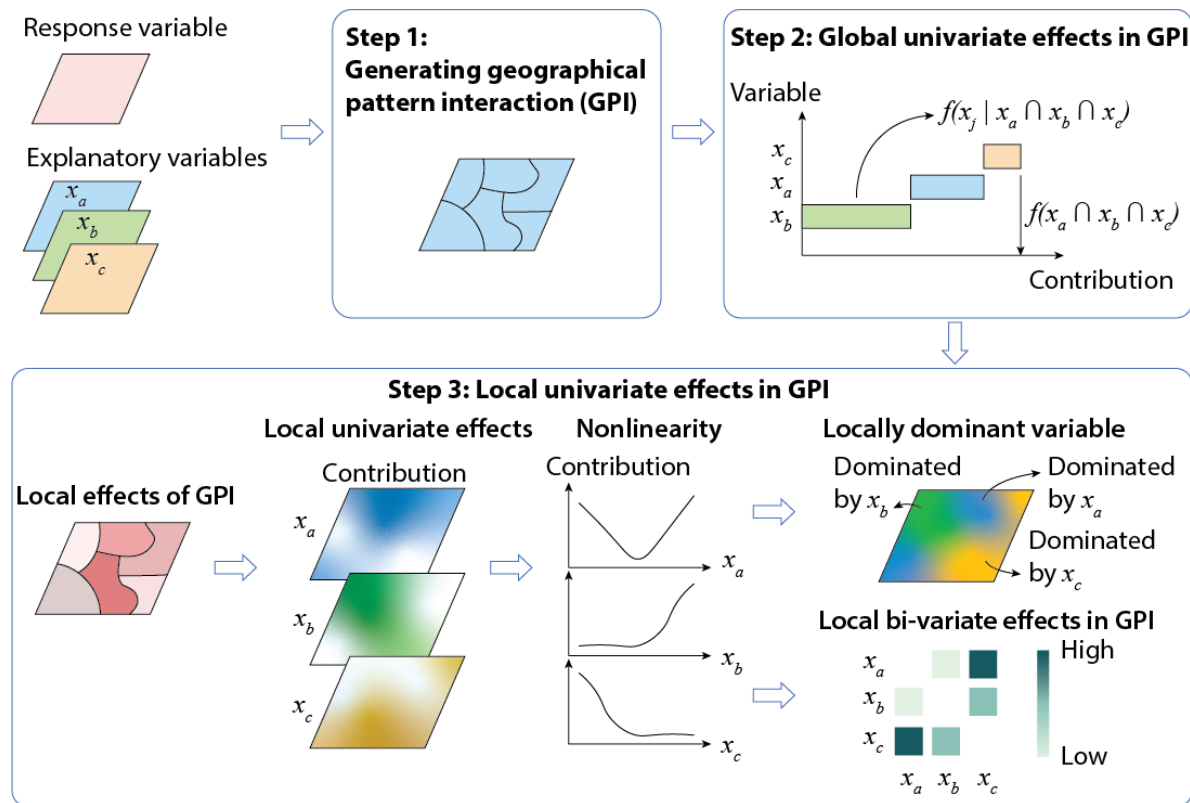 Response variable
Explanatory variables
x_a
x_b
x_c
Step 1:
Generating geographical
pattern interaction (GPI)
Step 2: Global univariate effects in GPI
Variable
f(x_j | x_a ∩ x_b ∩ x_c)
x_c
x_a
x_b
f(x_a ∩ x_b ∩ x_c)
Contribution
Step 3: Local univariate effects in GPI
Local effects of GPI
Local univariate effects
Contribution
x_a
x_b
x_c
Nonlinearity
Contribution
x_a
x_b
x_c
Locally dominant variable
Dominated
by x_b
Dominated
by x_a
Dominated
by x_c
Local bi-variate effects in GPI
x_a
x_b
x_c
x_a x_b x_c
High
Low